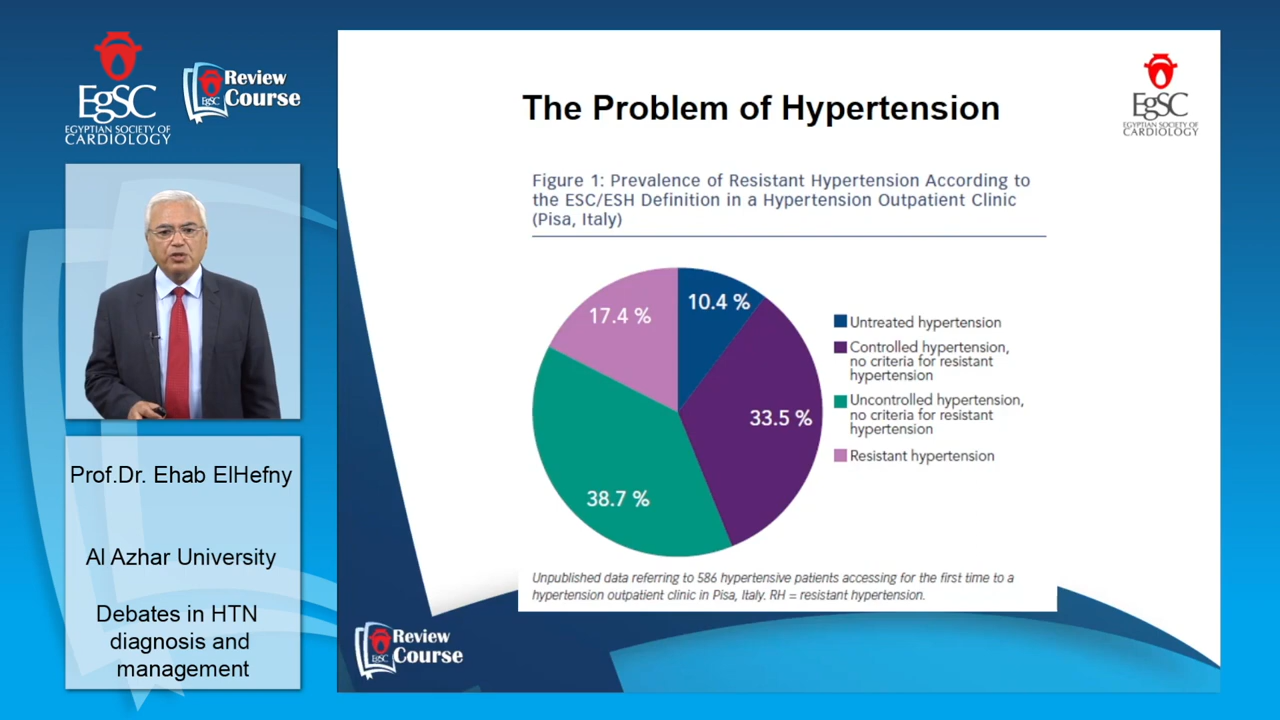 EgSC
EGYPTIAN SOCIETY OF
CARDIOLOGY
Review
EgSC
Course
Prof.Dr. Ehab ElHefny
Al Azhar University
Debates in HTN
diagnosis and
management
EgSC
EGYPTIAN SOCIETY OF
CARDIOLOGY
The Problem of Hypertension
Figure 1: Prevalence of Resistant Hypertension According to
the ESC/ESH Definition in a Hypertension Outpatient Clinic
(Pisa, Italy)
10.4 %
17.4 %
33.5 %
38.7 %
Untreated hypertension
Controlled hypertension,
no criteria for resistant
hypertension
Uncontrolled hypertension,
no criteria for resistant
hypertension
Resistant hypertension
Unpublished data referring to 586 hypertensive patients accessing for the first time to a
hypertension outpatient clinic in Pisa, Italy. RH = resistant hypertension.
Review
EgSC
Course